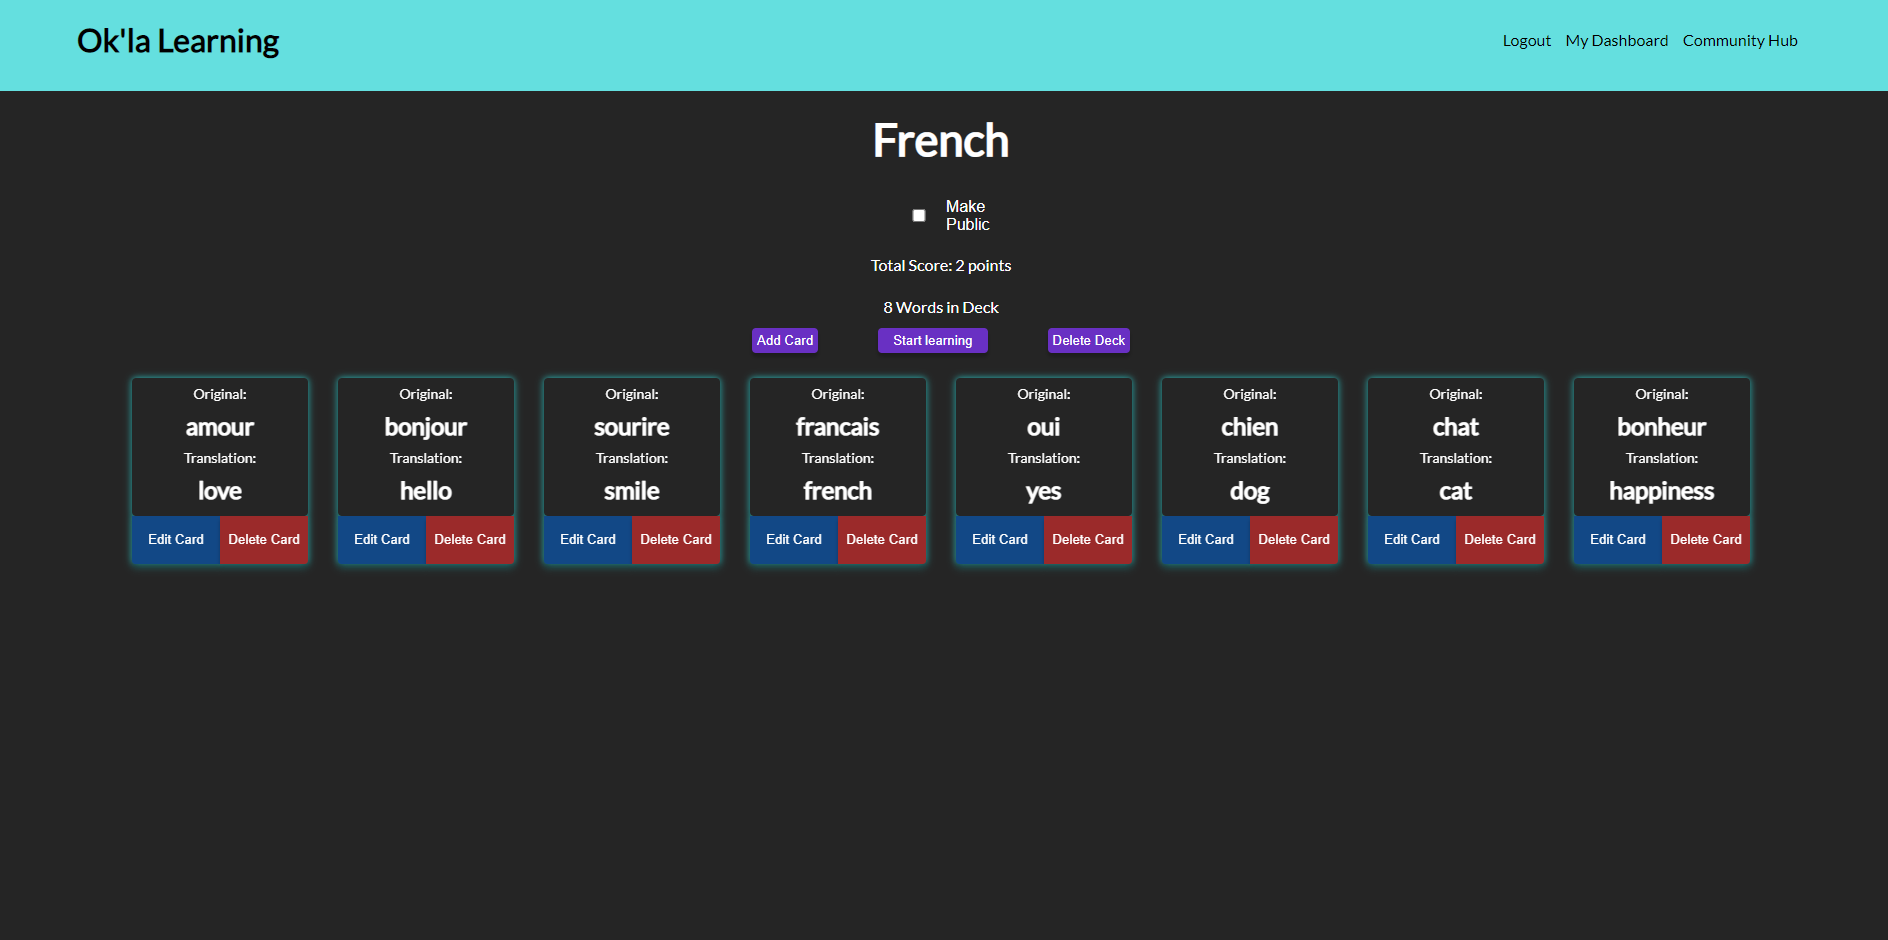 Ok'la Learning
Logout My Dashboard Community Hub
French
Make
Public
Total Score: 2 points
8 Words in Deck
Add Card Start learning Delete Deck
Original: Original: Original: Original: Original: Original: Original: Original:
amour bonjour sourire francais oui chien chat bonheur
Translation: Translation: Translation: Translation: Translation: Translation: Translation: Translation:
love hello smile french yes dog cat happiness
Edit Card Delete Card Edit Card Delete Card Edit Card Delete Card Edit Card Delete Card Edit Card Delete Card Edit Card Delete Card Edit Card Delete Card Edit Card Delete Card